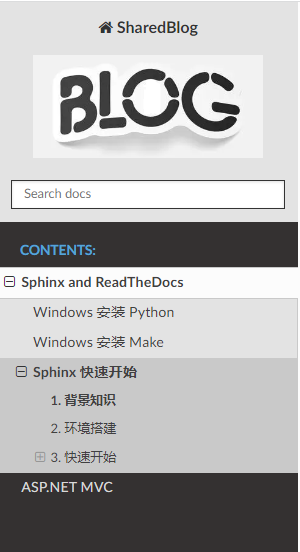 SharedBlog
BLOG
Search docs
CONTENTS:
Sphinx and ReadTheDocs
Windows 安装 Python
Windows 安装 Make
Sphinx 快速开始
1. 背景知识
2. 环境搭建
3. 快速开始
ASP.NET MVC